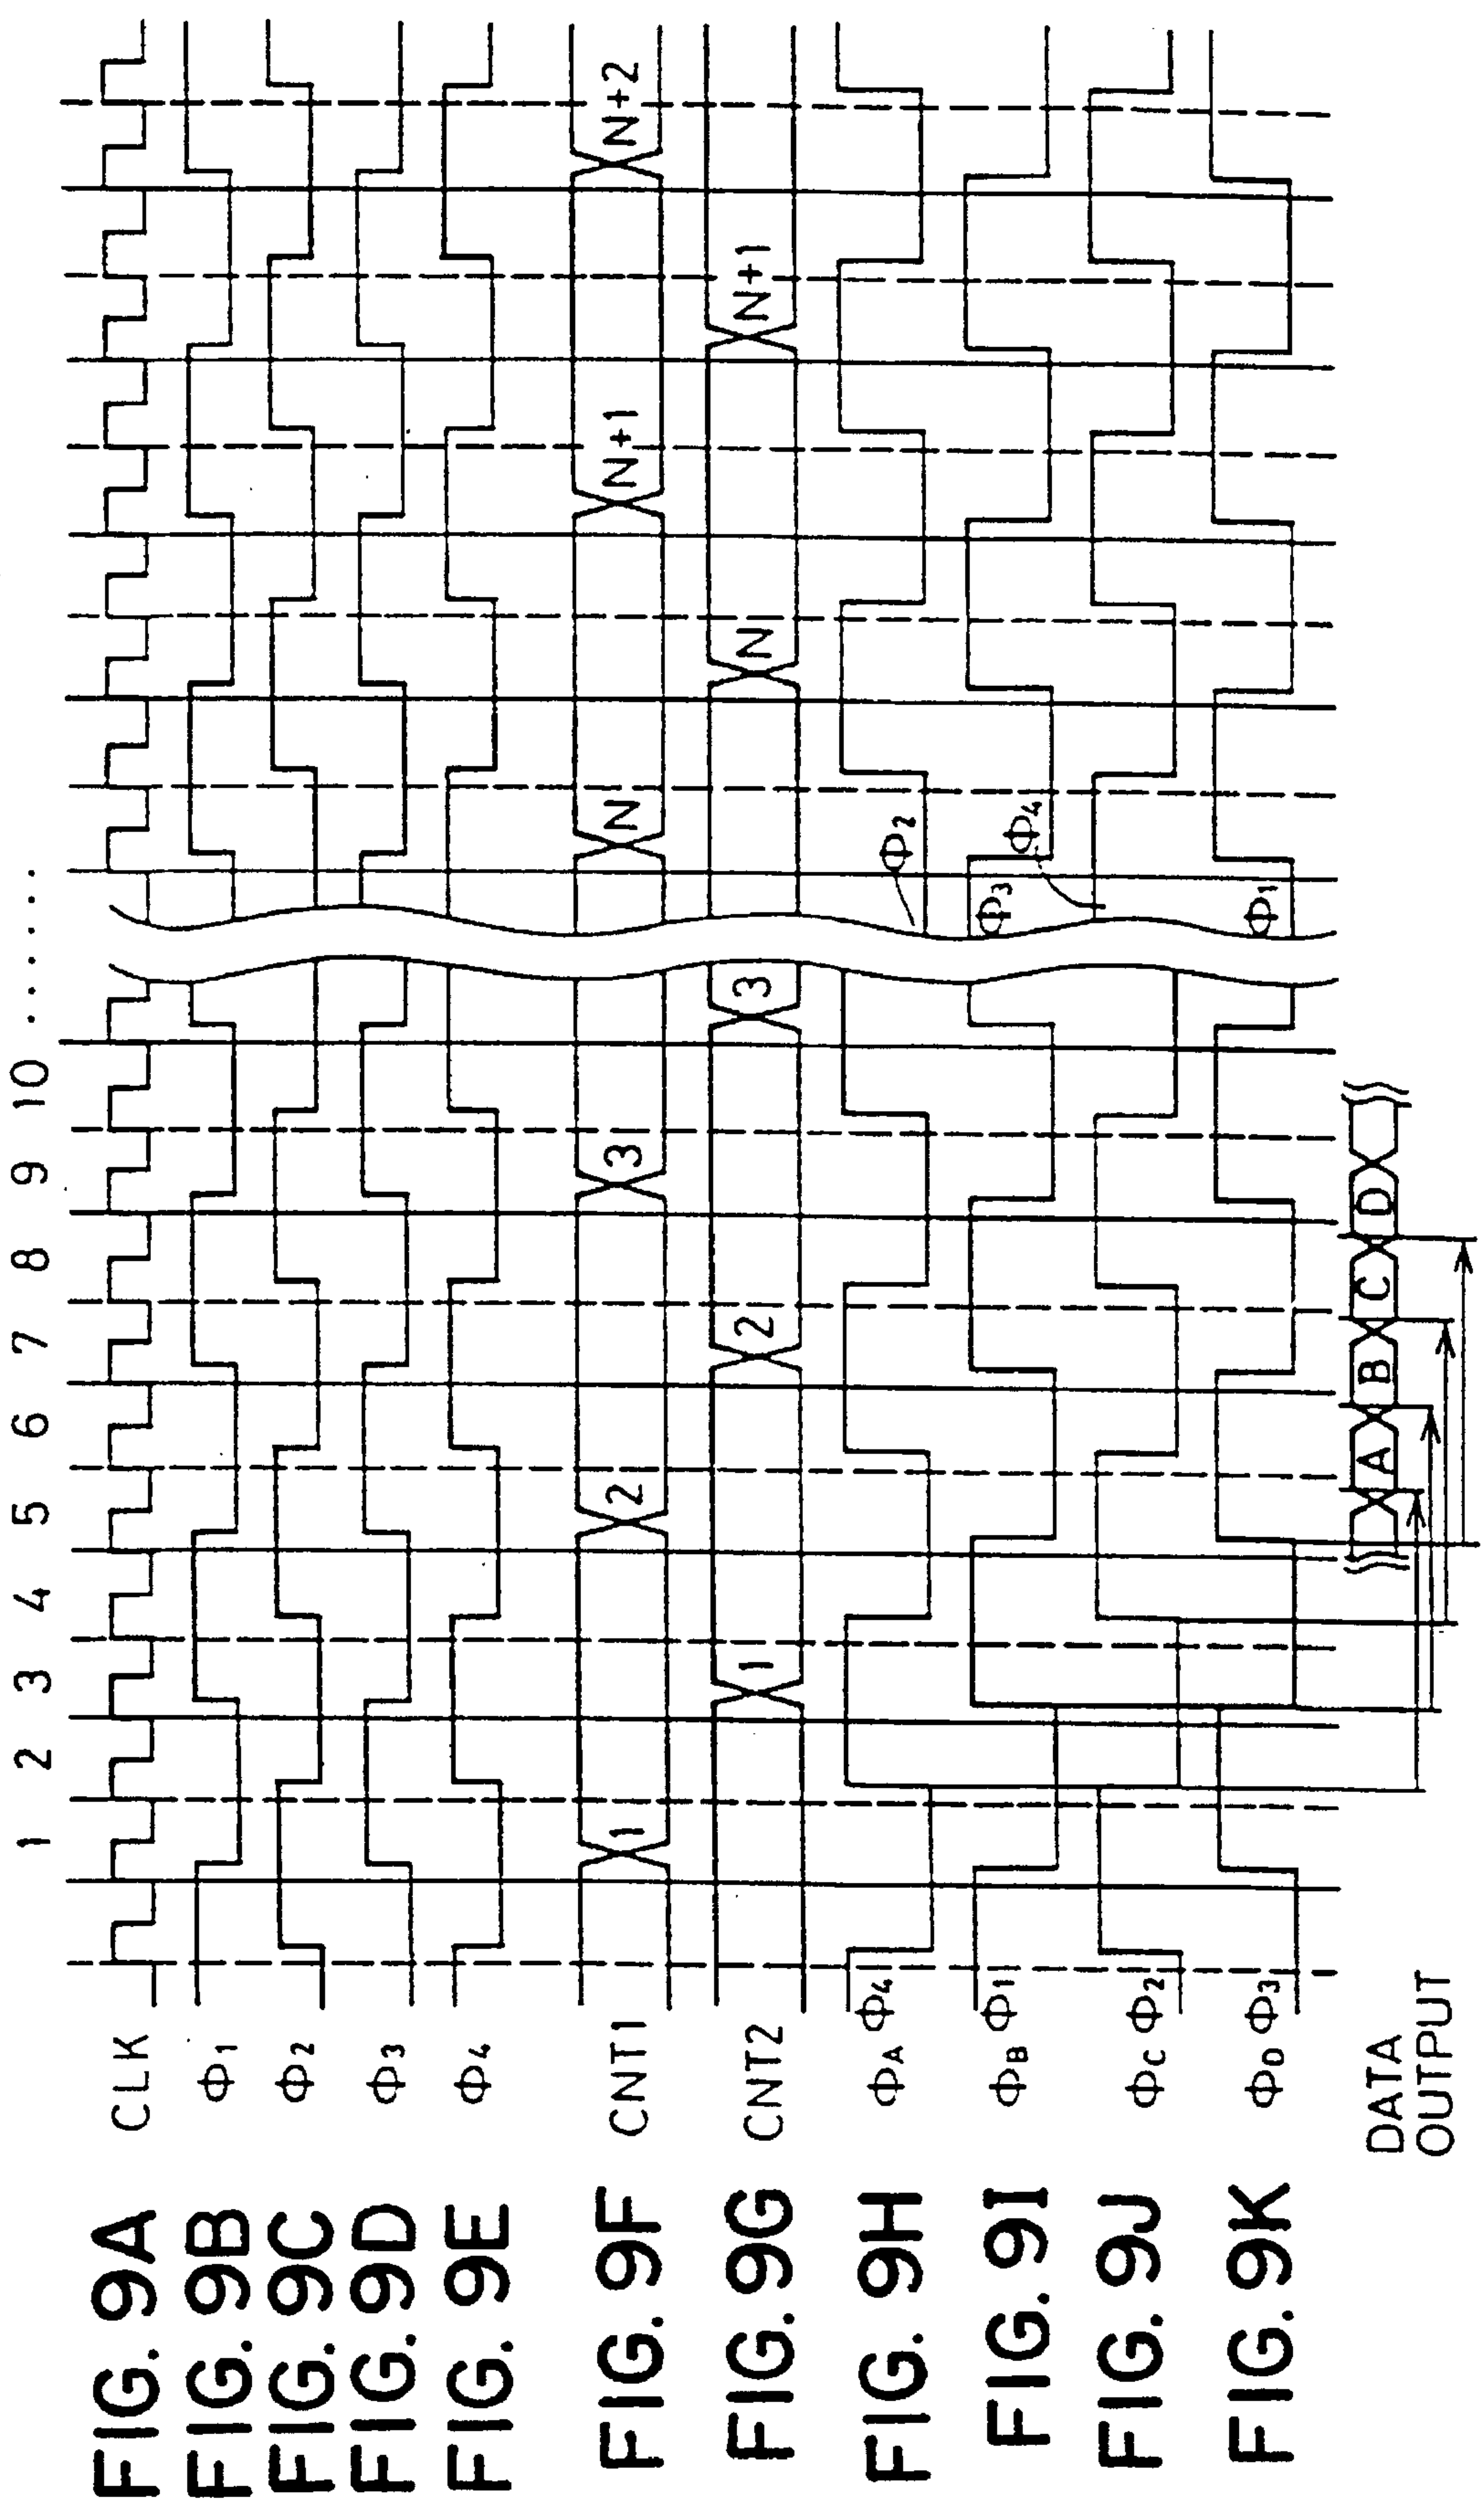 1 2 3 4 5 6 7 8 9 10 ......
FIG. 9A CLK
FIG. 9B Φ1
FIG. 9C Φ2
FIG. 9D Φ3
FIG. 9E Φ4
FIG. 9F CNT1 1 2 3 N N+1 N+2
FIG. 9G CNT2 1 2 3 N N+1
FIG. 9H ΦA Φ4 Φ2
FIG. 9I ΦB Φ1 Φ3
FIG. 9J ΦC Φ2 Φ4
FIG. 9K ΦD Φ3 Φ1
DATA OUTPUT A B C D